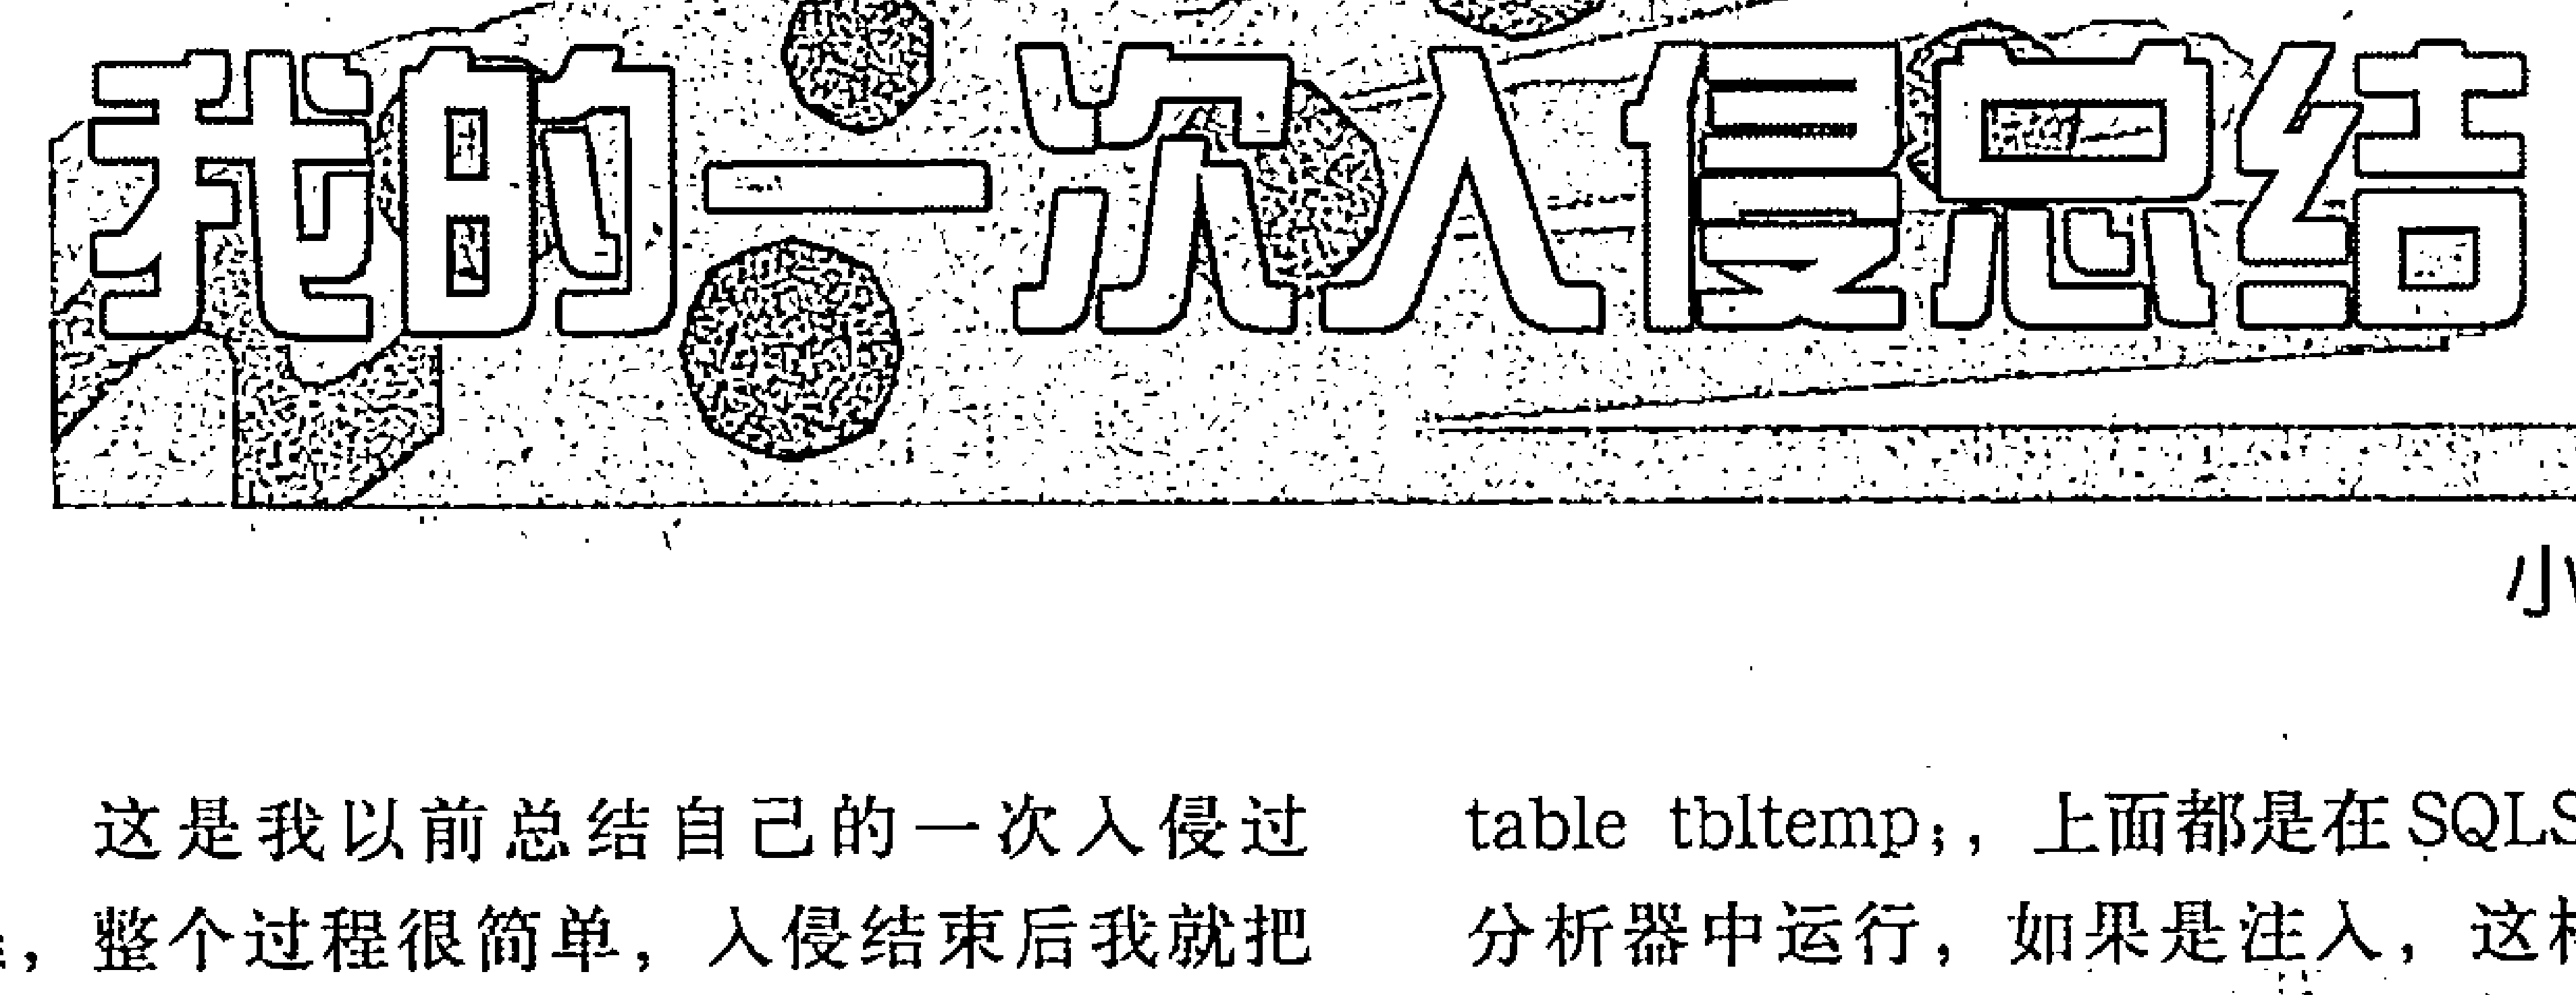 我的一次入侵总结
小
这是我以前总结自己的一次入侵过
，整个过程很简单，入侵结束后我就把
table tbltemp;，上面都是在SQLS
分析器中运行，如果是注入，这